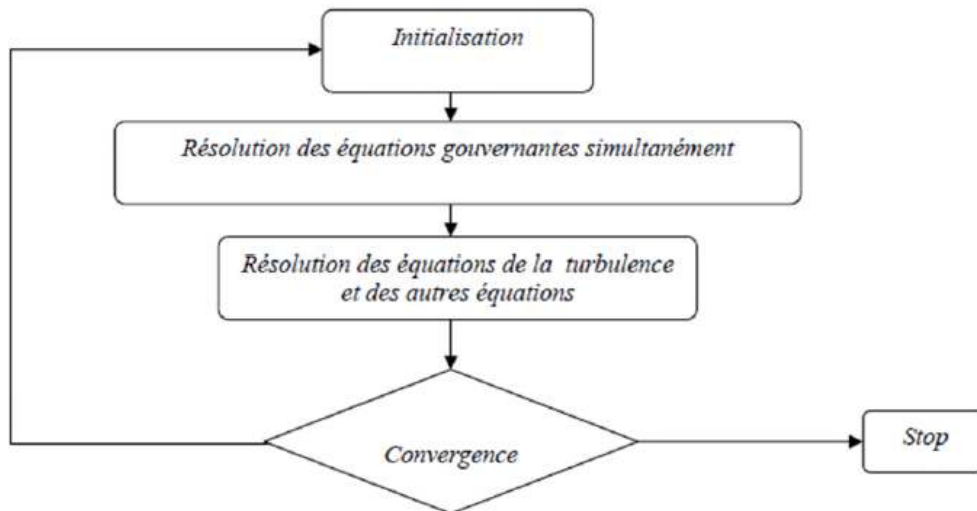 Initialisation
Résolution des équations gouvernantes simultanément
Résolution des équations de la turbulence
et des autres équations
Convergence
Stop